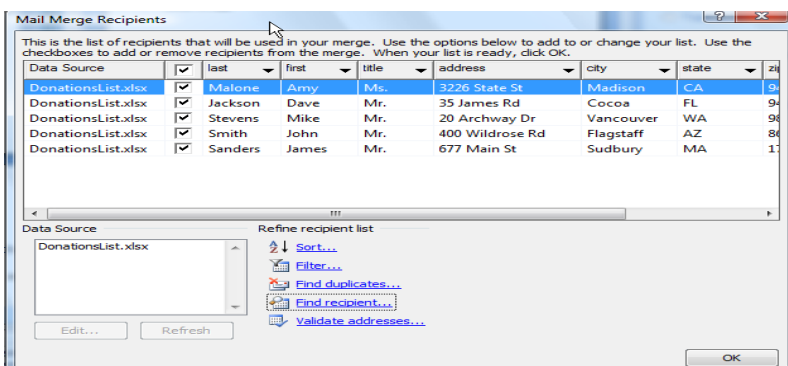 Mail Merge Recipients
This is the list of recipients that will be used in your merge. Use the options below to add to or change your list. Use the
checkboxes to add or remove recipients from the merge. When your list is ready, click OK.
Data Source last first title address city state
DonationsList.xlsx Malone Amy Ms. 3226 State St Madison CA
DonationsList.xlsx Jackson Dave Mr. 35 James Rd Cocoa FL
DonationsList.xlsx Stevens Mike Mr. 20 Archway Dr Vancouver WA
DonationsList.xlsx Smith John Mr. 400 Wildrose Rd Flagstaff AZ
DonationsList.xlsx Sanders James Mr. 677 Main St Sudbury MA
Data Source Refine recipient list
DonationsList.xlsx
Sort...
Filter...
Find duplicates...
Find recipient...
Validate addresses...
Edit... Refresh
OK